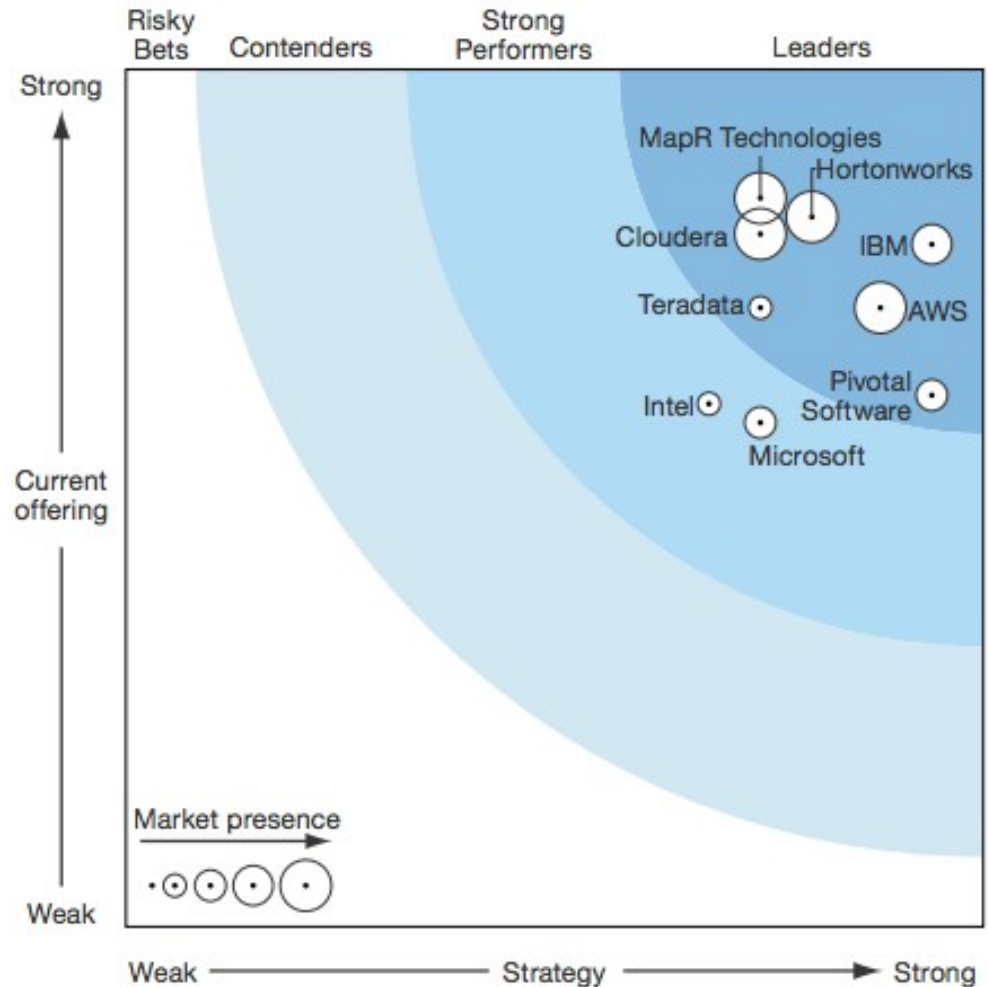 Risky
Bets
Contenders
Strong
Performers
Leaders
Strong
MapR Technologies
Hortonworks
Cloudera
IBM
Teradata
AWS
Pivotal
Software
Intel
Microsoft
Current
offering
Market presence
Weak
Weak
Strategy
Strong